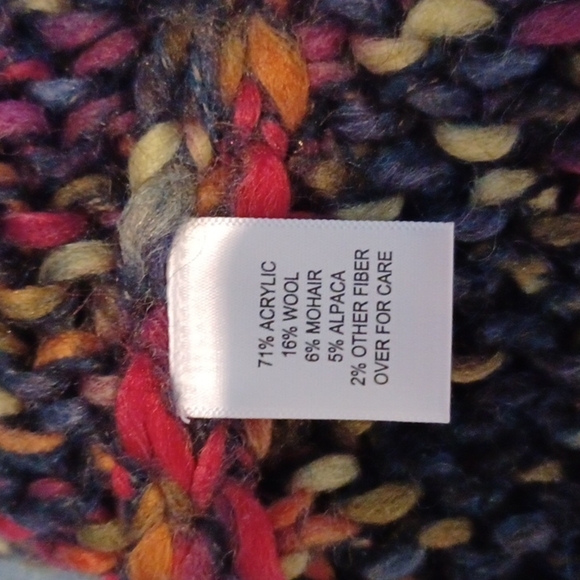 71% ACRYLIC
16% WOOL
6% MOHAIR
5% ALPACA
2% OTHER FIBER
OVER FOR CARE